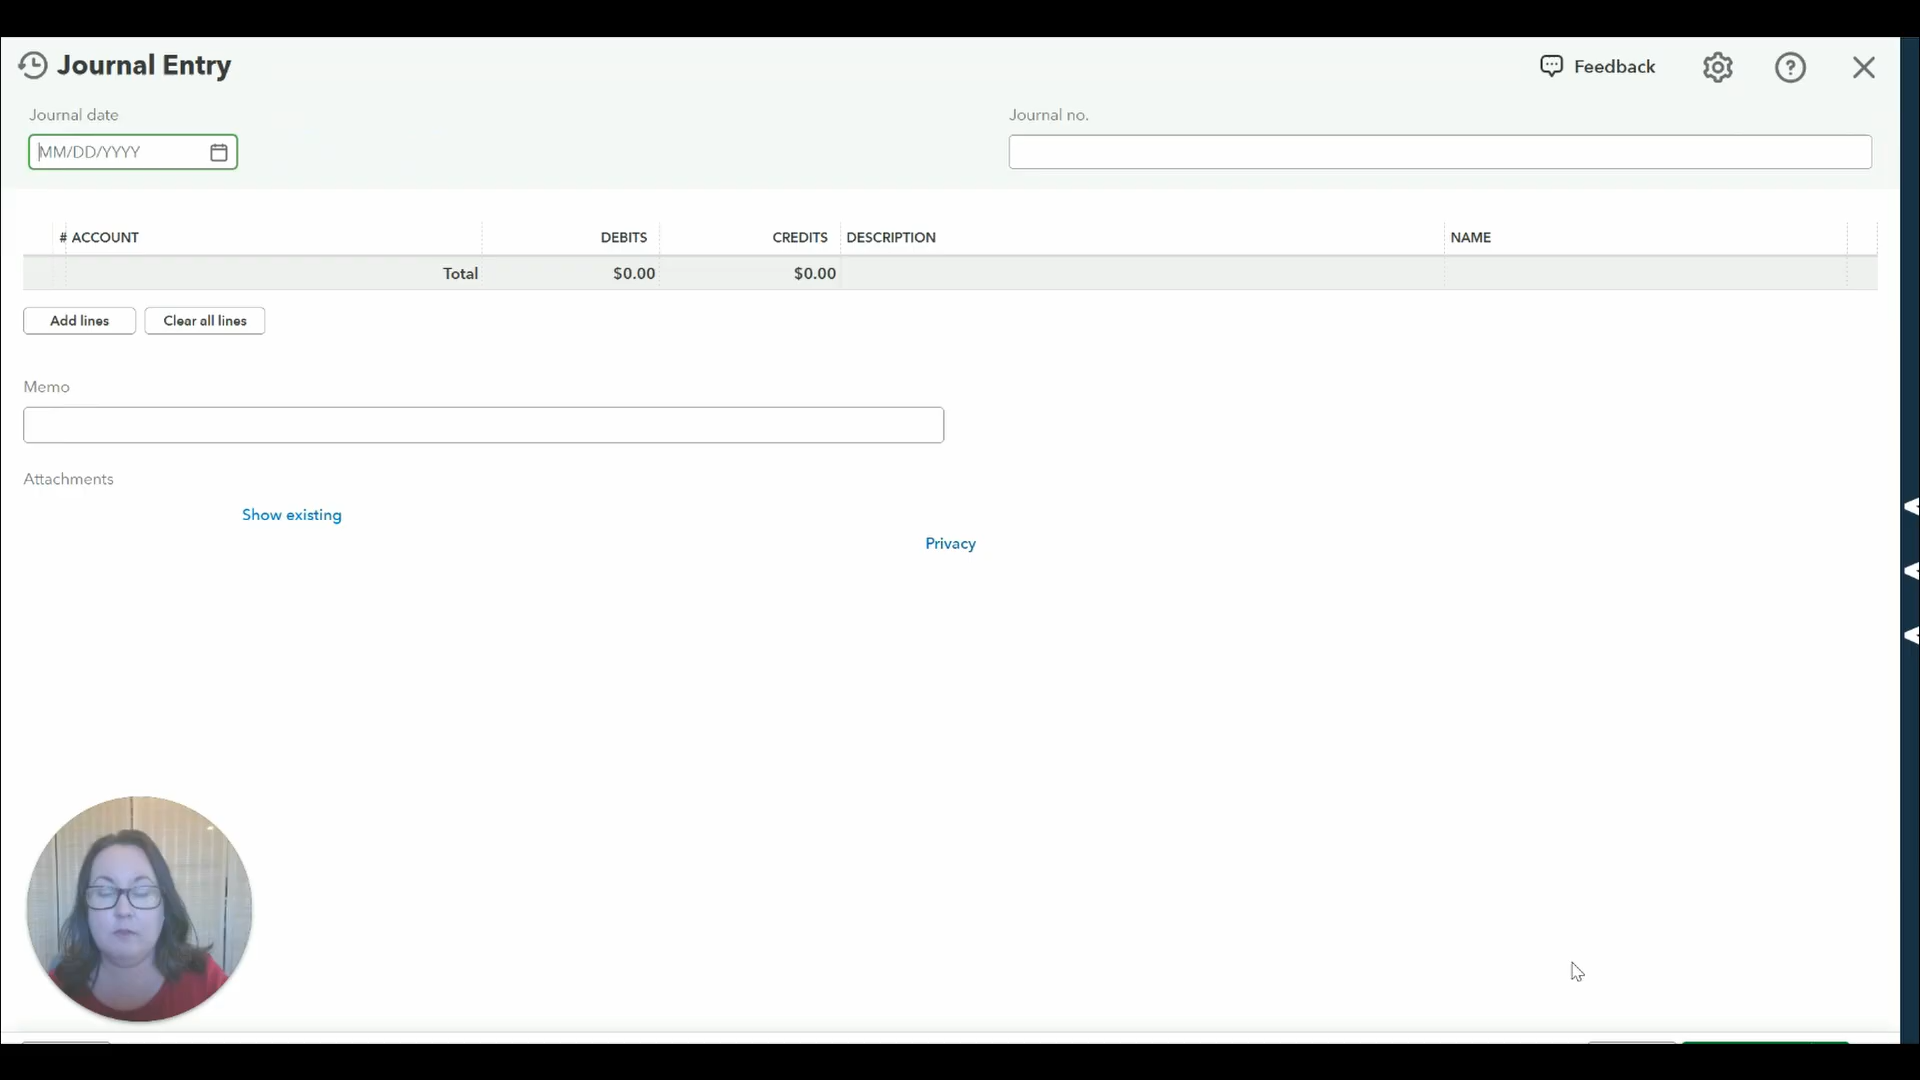 Journal Entry
Feedback
Journal date
Journal no.
MM/DD/YYYY
# ACCOUNT DEBITS CREDITS DESCRIPTION NAME
Total $0.00 $0.00
Add lines Clear all lines
Memo
Attachments
Show existing
Privacy